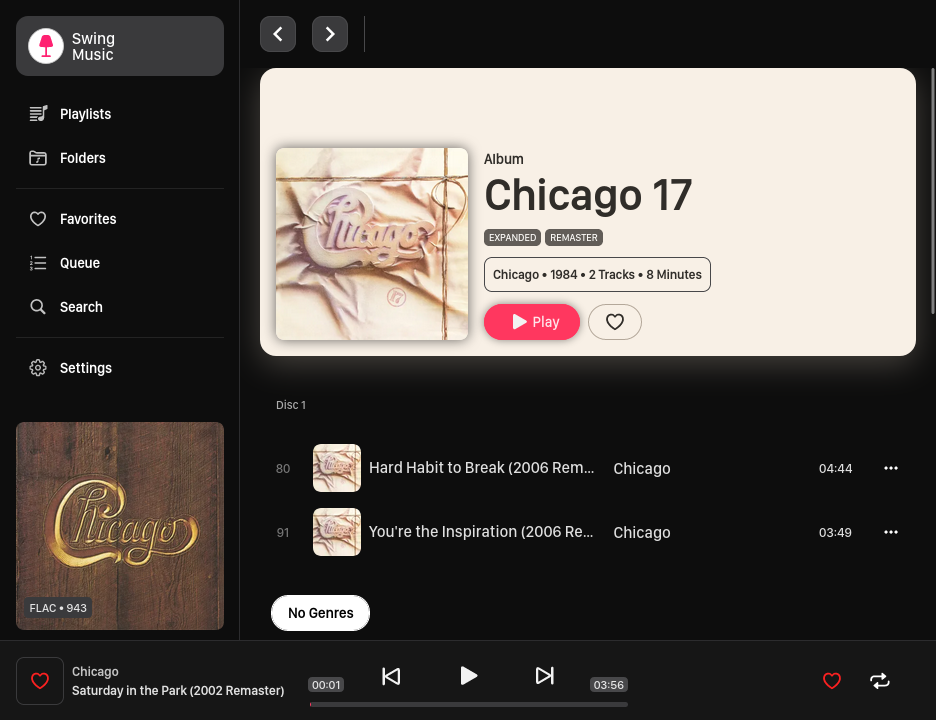 Swing
Music
Playlists
Folders
Favorites
Queue
Search
Settings
Chicago
FLAC • 943
Album
Chicago 17
EXPANDED REMASTER
Chicago • 1984 • 2 Tracks • 8 Minutes
Play
Chicago
17
Disc 1
80 Hard Habit to Break (2006 Rem... Chicago 04:44
91 You're the Inspiration (2006 Re... Chicago 03:49
No Genres
Chicago
Saturday in the Park (2002 Remaster)
00:01
03:56